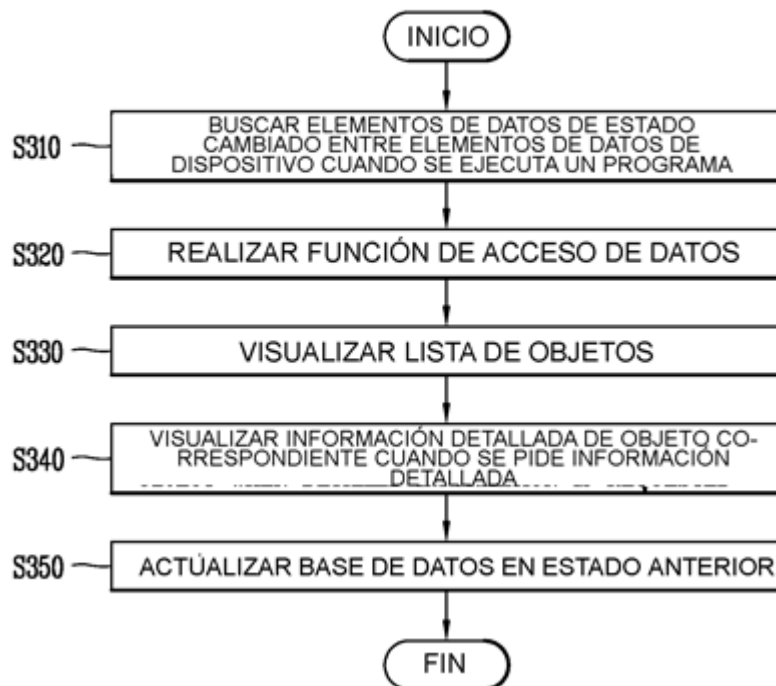 INICIO
S310
BUSCAR ELEMENTOS DE DATOS DE ESTADO
CAMBIADO ENTRE ELEMENTOS DE DATOS DE
DISPOSITIVO CUANDO SE EJECUTA UN PROGRAMA
S320
REALIZAR FUNCIÓN DE ACCESO DE DATOS
S330
VISUALIZAR LISTA DE OBJETOS
S340
VISUALIZAR INFORMACIÓN DETALLADA DE OBJETO CO-
RRESPONDIENTE CUANDO SE PIDE INFORMACIÓN
DETALLADA
S350
ACTÚALIZAR BASE DE DATOS EN ESTADO ANTERIOR
FIN